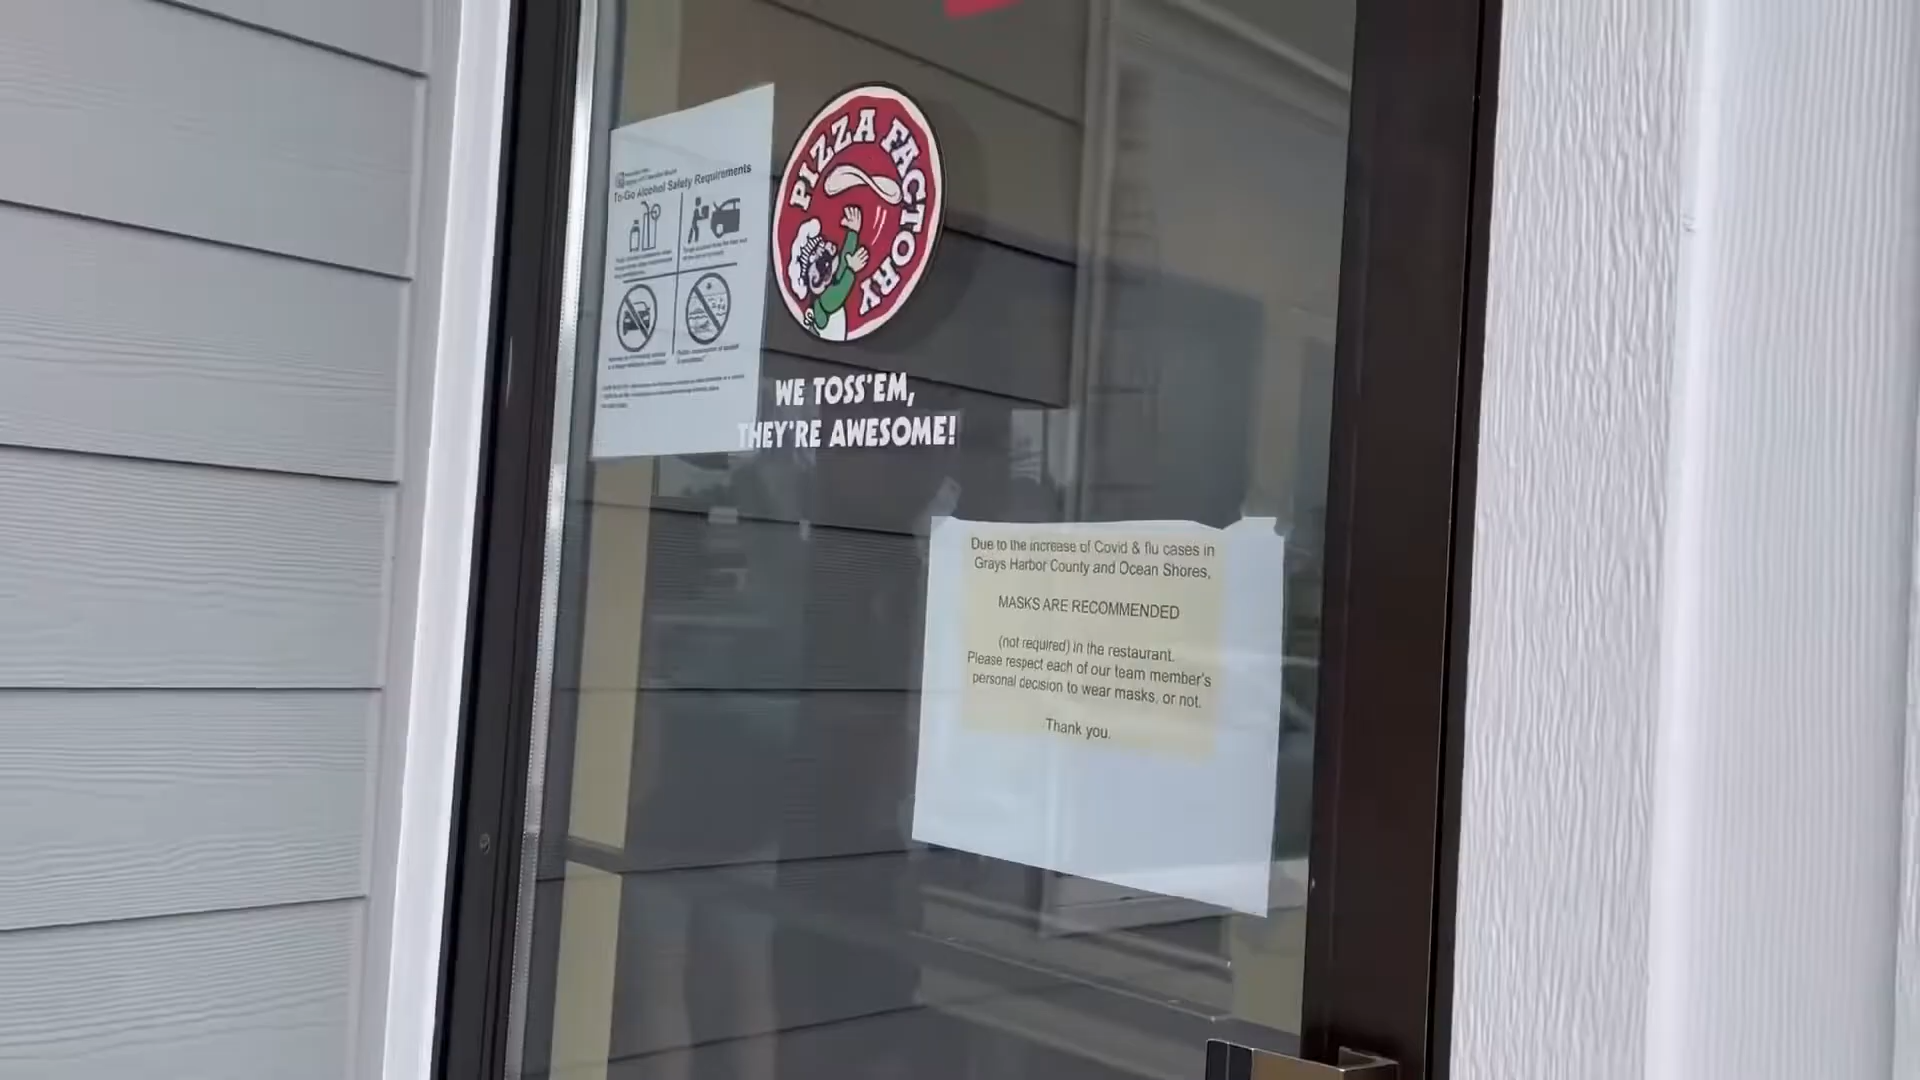 To-Go Alcohol Safety Requirements
PIZZA FACTORY
WE TOSS'EM,
THEY'RE AWESOME!
Due to the increase of Covid & flu cases in
Grays Harbor County and Ocean Shores,
MASKS ARE RECOMMENDED
(not required) in the restaurant.
Please respect each of our team member's
personal decision to wear masks, or not.
Thank you.